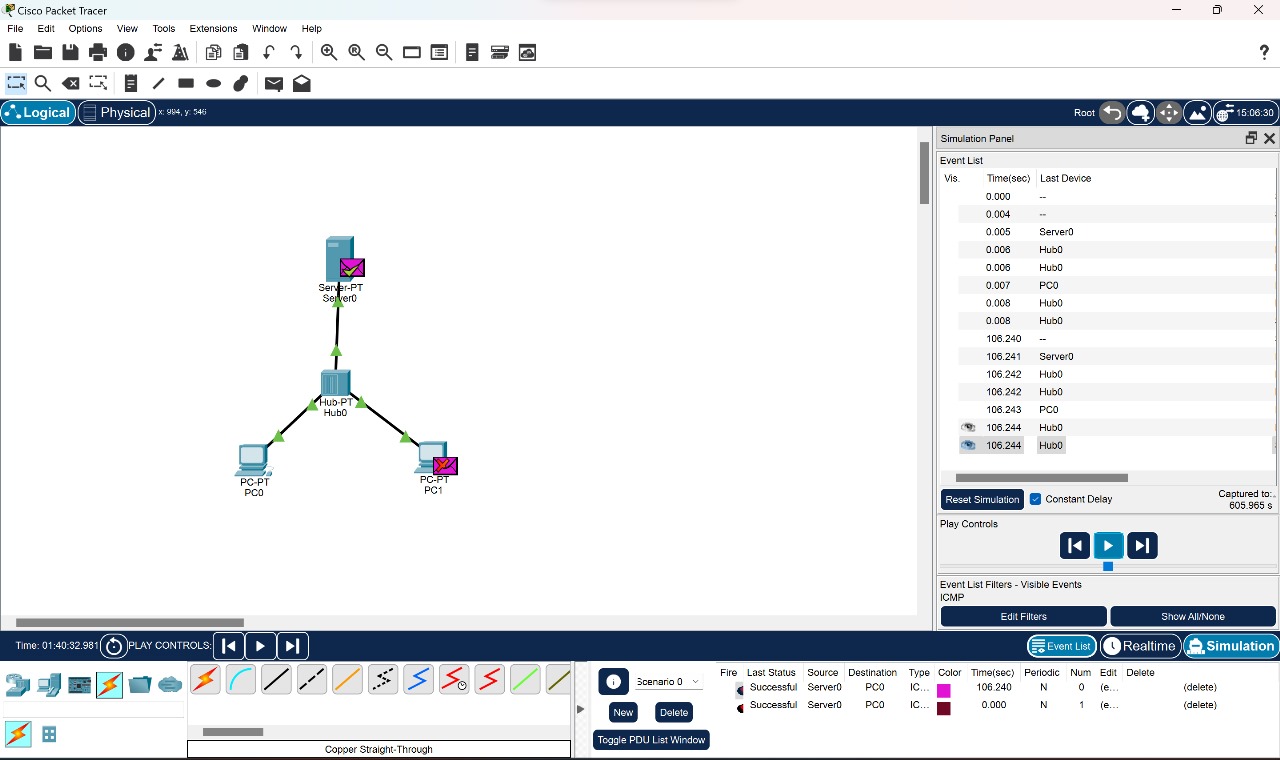 Cisco Packet Tracer
File Edit Options View Tools Extensions Window Help
?
Logical Physical x: 994, y: 546
Root 15:06:30
Simulation Panel
Event List
Vis. Time(sec) Last Device
0.000 --
0.004 --
0.005 Server0
0.006 Hub0
0.006 Hub0
0.007 PC0
0.008 Hub0
0.008 Hub0
106.240 --
106.241 Server0
106.242 Hub0
106.242 Hub0
106.243 PC0
106.244 Hub0
106.244 Hub0
Server-PT
Server0
Hub-PT
Hub0
PC-PT
PC0
PC-PT
PC1
Reset Simulation Constant Delay Captured to:
605.965 s
Play Controls
Event List Filters - Visible Events
ICMP
Edit Filters Show All/None
Time: 01:40:32.981 PLAY CONTROLS:
Event List Realtime Simulation
Scenario 0
New Delete
Toggle PDU List Window
Fire Last Status Source Destination Type Color Time(sec) Periodic Num Edit Delete
Successful Server0 PC0 IC... 106.240 N 0 (e... (delete)
Successful Server0 PC0 IC... 0.000 N 1 (e... (delete)
Copper Straight-Through